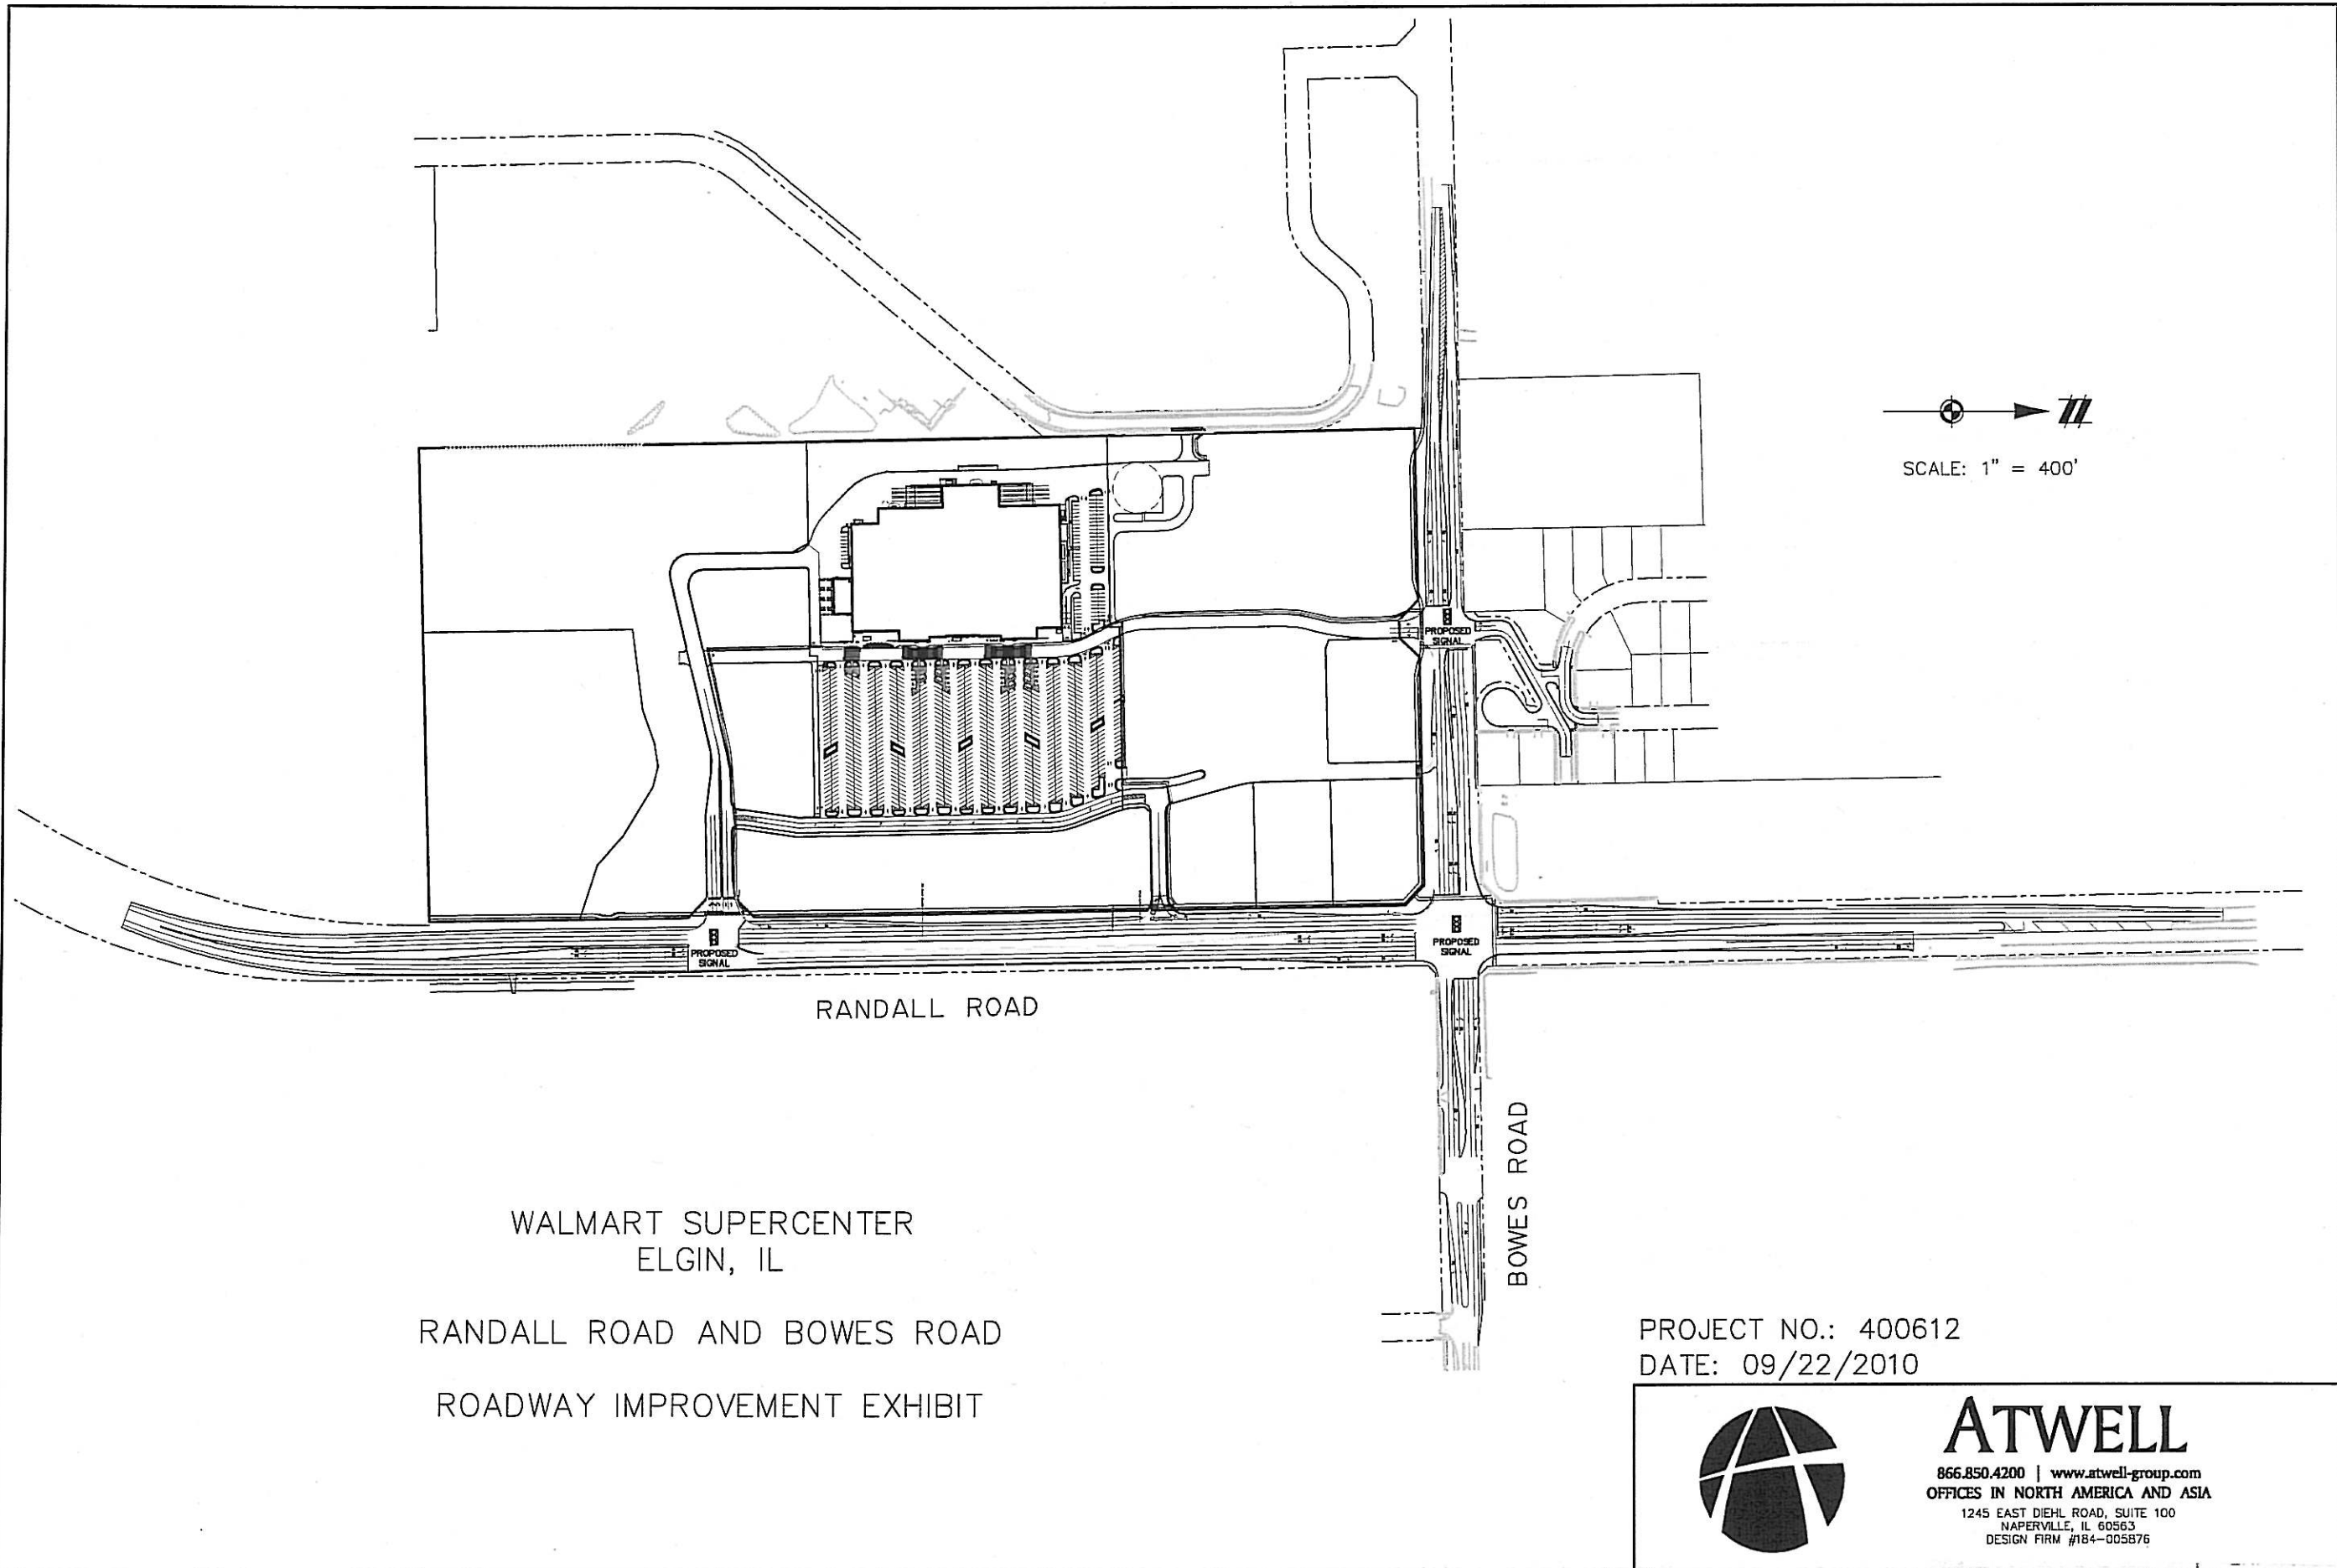 SCALE: 1" = 400'
PROPOSED
SIGNAL
PROPOSED
SIGNAL
PROPOSED
SIGNAL
RANDALL ROAD
BOWES ROAD
WALMART SUPERCENTER
ELGIN, IL
RANDALL ROAD AND BOWES ROAD
ROADWAY IMPROVEMENT EXHIBIT
PROJECT NO.: 400612
DATE: 09/22/2010
ATWELL
866.850.4200 | www.atwell-group.com
OFFICES IN NORTH AMERICA AND ASIA
1245 EAST DIEHL ROAD, SUITE 100
NAPERVILLE, IL 60563
DESIGN FIRM #184-005876